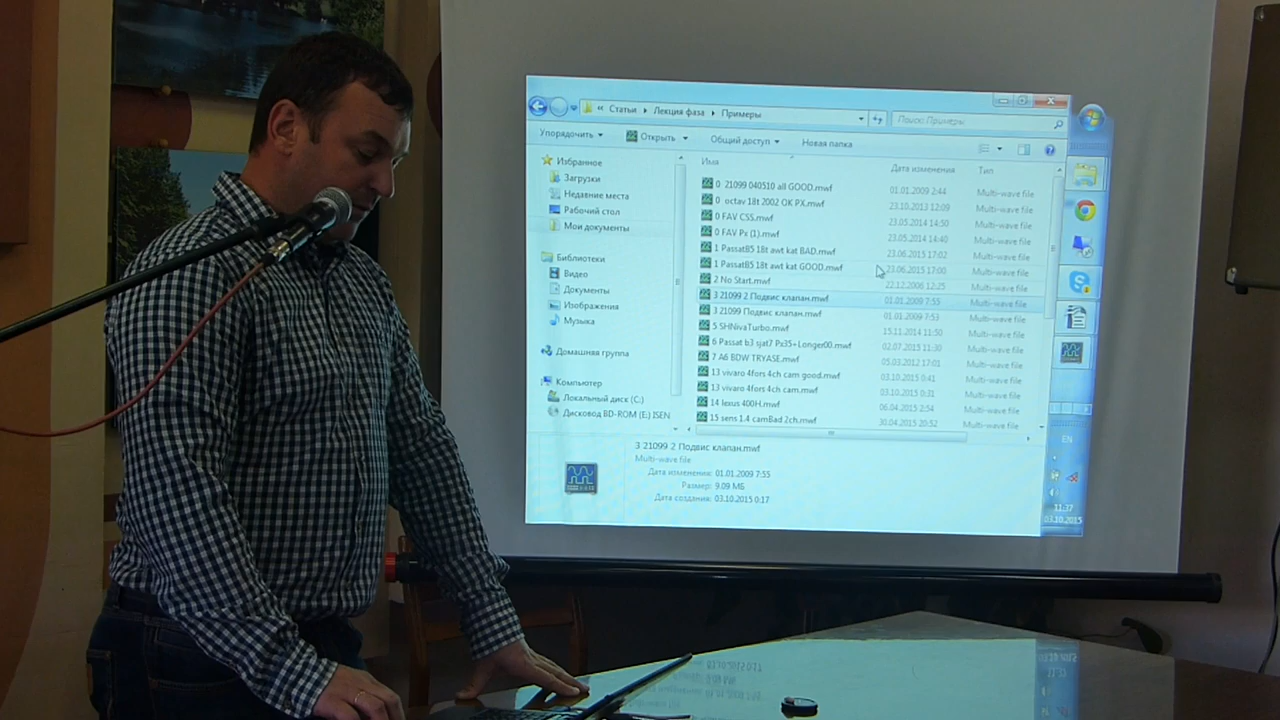 « Статьи ▸ Лекция фаза ▸ Примеры
Поиск: Примеры
Упорядочить Открыть Общий доступ Новая папка
Избранное
Загрузки
Недавние места
Рабочий стол
Мои документы
Библиотеки
Видео
Документы
Изображения
Музыка
Домашняя группа
Компьютер
Локальный диск (C:)
Дисковод BD-ROM (E:) ISEN
Имя Дата изменения Тип
0 21099 040510 all GOOD.mwf 01.01.2009 2:44 Multi-wave file
0 octav 18t 2002 OK PX.mwf 23.10.2013 12:09 Multi-wave file
0 FAV CSS.mwf 23.05.2014 14:50 Multi-wave file
0 FAV Px (1).mwf 23.05.2014 14:40 Multi-wave file
1 PassatB5 18t awt kat BAD.mwf 23.06.2015 17:02 Multi-wave file
1 PassatB5 18t awt kat GOOD.mwf 23.06.2015 17:00 Multi-wave file
2 No Start.mwf 22.12.2006 12:25 Multi-wave file
3 21099 2 Подвис клапан.mwf 01.01.2009 7:55 Multi-wave file
3 21099 Подвис клапан.mwf 01.01.2009 7:53 Multi-wave file
5 SHNivaTurbo.mwf 15.11.2014 11:50 Multi-wave file
6 Passat b3 sjat7 Px35+Longer00.mwf 02.07.2015 11:30 Multi-wave file
7 A6 BDW TRYASE.mwf 05.03.2012 17:01 Multi-wave file
13 vivaro 4fors 4ch cam good.mwf 03.10.2015 0:41 Multi-wave file
13 vivaro 4fors 4ch cam.mwf 03.10.2015 0:31 Multi-wave file
14 lexus 400H.mwf 06.04.2015 2:54 Multi-wave file
15 sens 1.4 camBad 2ch.mwf 30.04.2015 20:52 Multi-wave file
3 21099 2 Подвис клапан.mwf
Multi-wave file
Дата изменения: 01.01.2009 7:55
Размер: 9.09 МБ
Дата создания: 03.10.2015 0:17
EN
11:37
03.10.2015